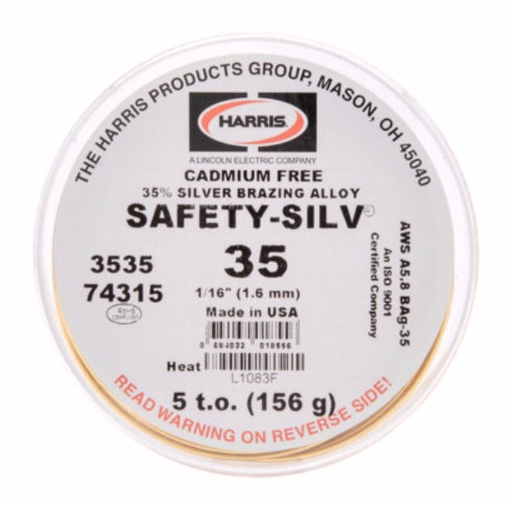 THE HARRIS PRODUCTS GROUP, MASON, OH 45040
HARRIS.
A LINCOLN ELECTRIC COMPANY
CADMIUM FREE
35% SILVER BRAZING ALLOY
SAFETY-SILV®
35
3535
74315
1/16" (1.6 mm)
Made in USA
AWS A5.8 BAg-35
An ISO 9001
Certified Company
Heat
L1083F
5 t.o. (156 g)
READ WARNING ON REVERSE SIDE!